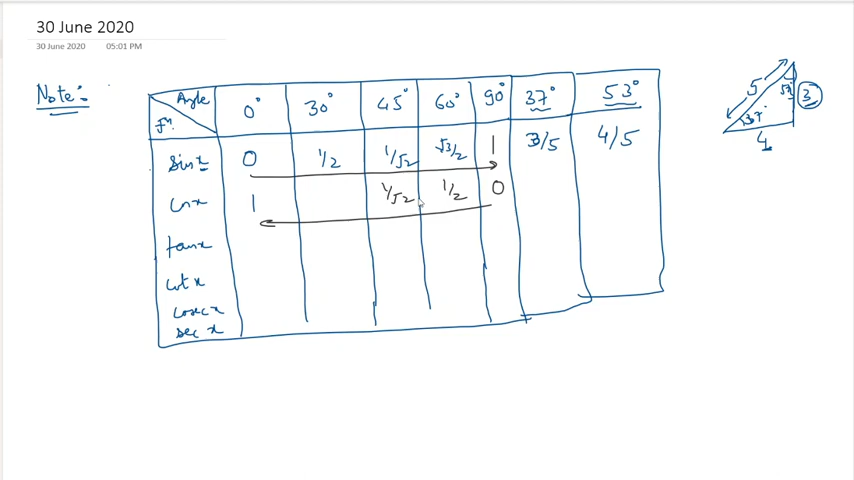 30 June 2020
30 June 2020 05:01 PM
Note:
Angle 0° 30° 45° 60° 90° 37° 53°
Fⁿ.
sin x 0 1/2 1/√2 √3/2 1 3/5 4/5
cos x 1 1/√2 1/2 0
tan x
cot x
cosec x
sec x
5 53° 3
37°
4